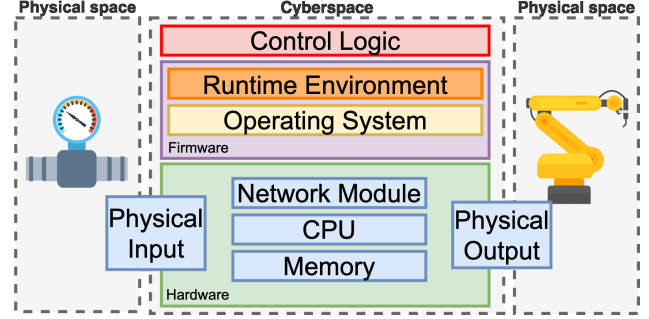 Physical space
Cyberspace
Physical space
Control Logic
Runtime Environment
Operating System
Firmware
Network Module
CPU
Memory
Physical
Input
Physical
Output
Hardware